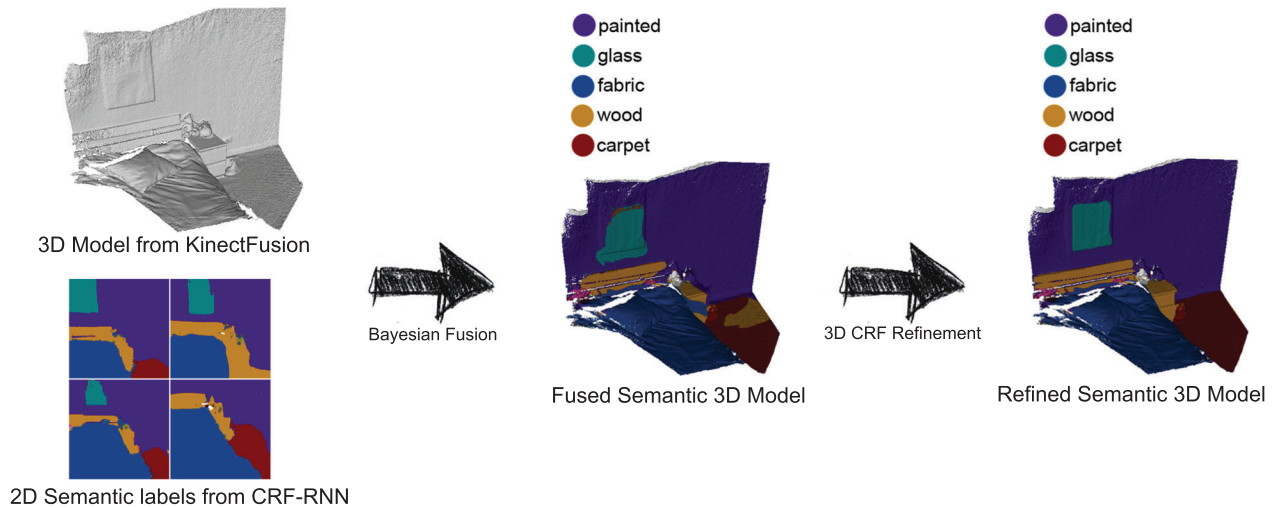 3D Model from KinectFusion
2D Semantic labels from CRF-RNN
Bayesian Fusion
painted
glass
fabric
wood
carpet
Fused Semantic 3D Model
3D CRF Refinement
painted
glass
fabric
wood
carpet
Refined Semantic 3D Model